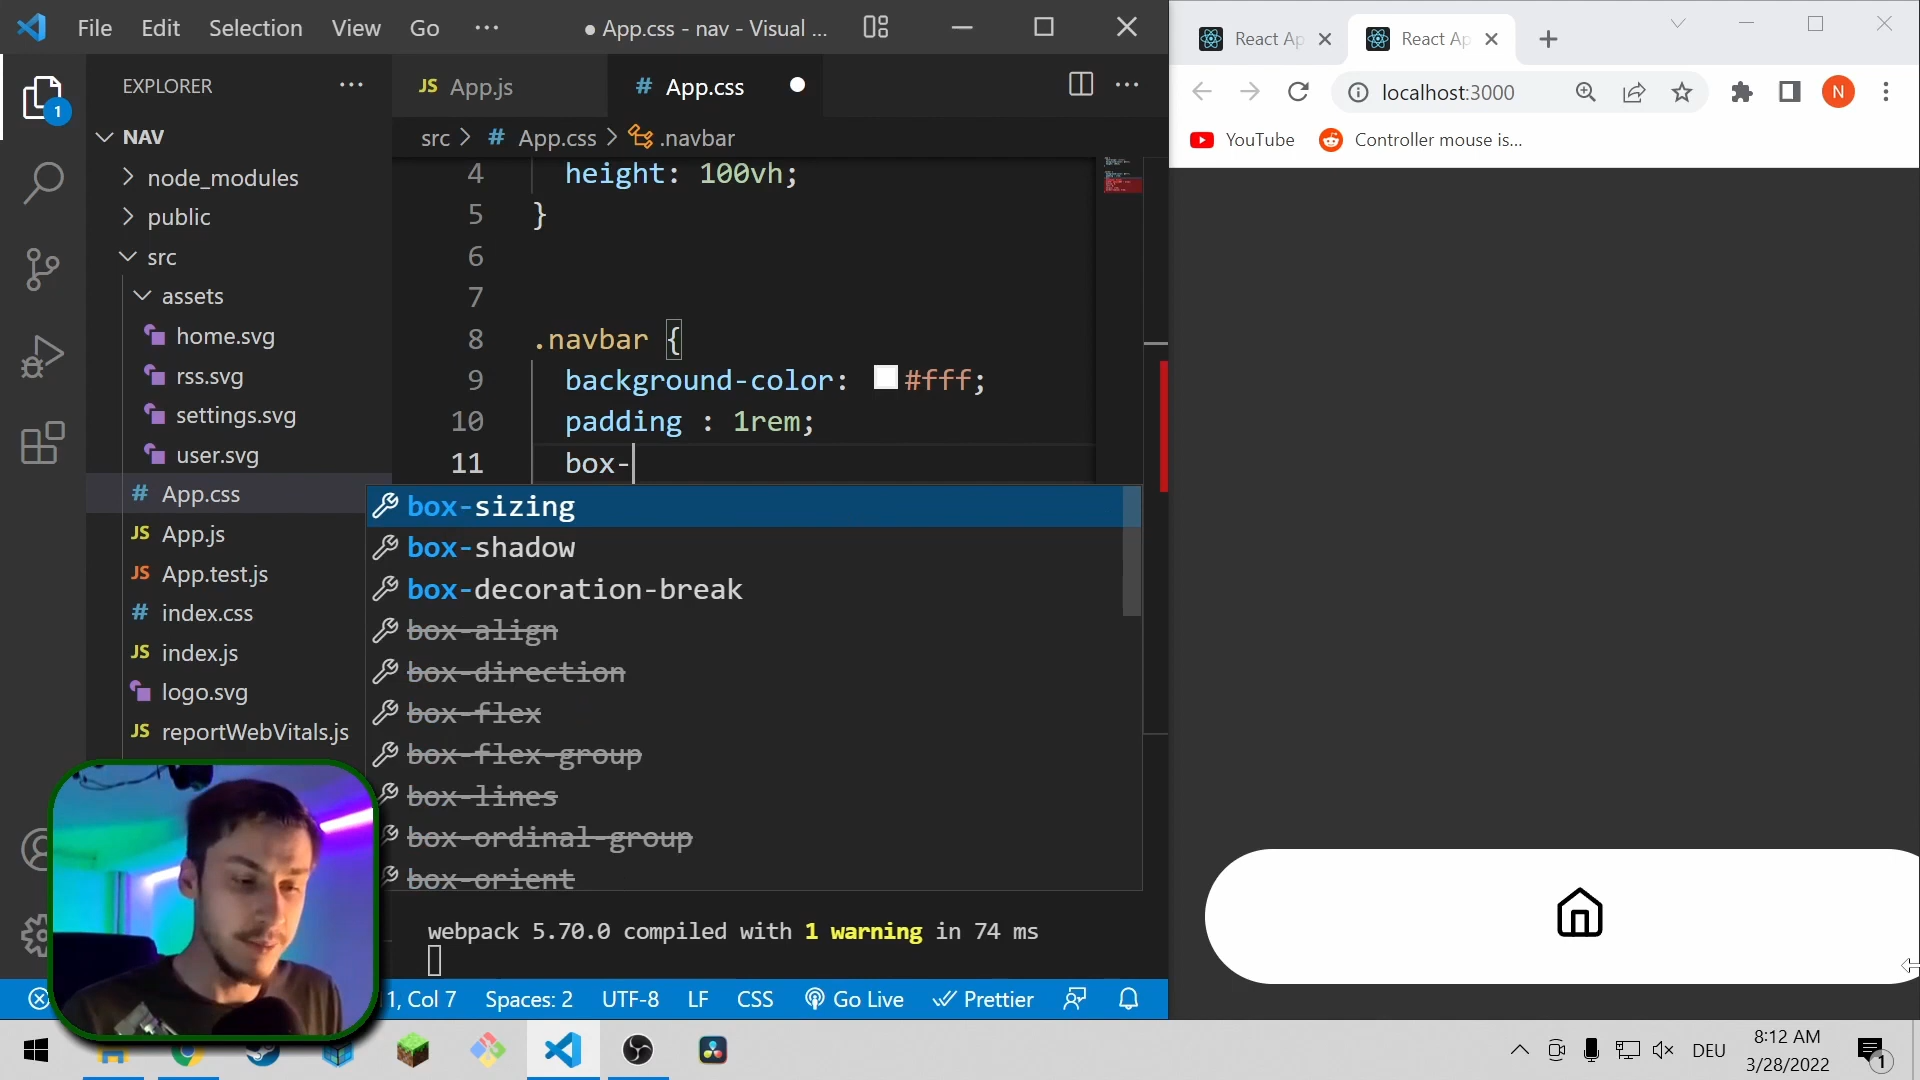 File Edit Selection View Go ··· ● App.css - nav - Visual ...
EXPLORER ···
1
NAV
node_modules
public
src
assets
home.svg
rss.svg
settings.svg
user.svg
# App.css
JS App.js
JS App.test.js
# index.css
JS index.js
logo.svg
JS reportWebVitals.js
JS App.js # App.css
···
src > # App.css > .navbar
4 height: 100vh;
5 }
6
7
8 .navbar {
9 background-color: #fff;
10 padding : 1rem;
11 box-
box-sizing
box-shadow
box-decoration-break
box-align
box-direction
box-flex
box-flex-group
box-lines
box-ordinal-group
box-orient
webpack 5.70.0 compiled with 1 warning in 74 ms
1, Col 7 Spaces: 2 UTF-8 LF CSS Go Live Prettier
React Ap React Ap
localhost:3000 N
YouTube Controller mouse is...
DEU 8:12 AM
3/28/2022 1